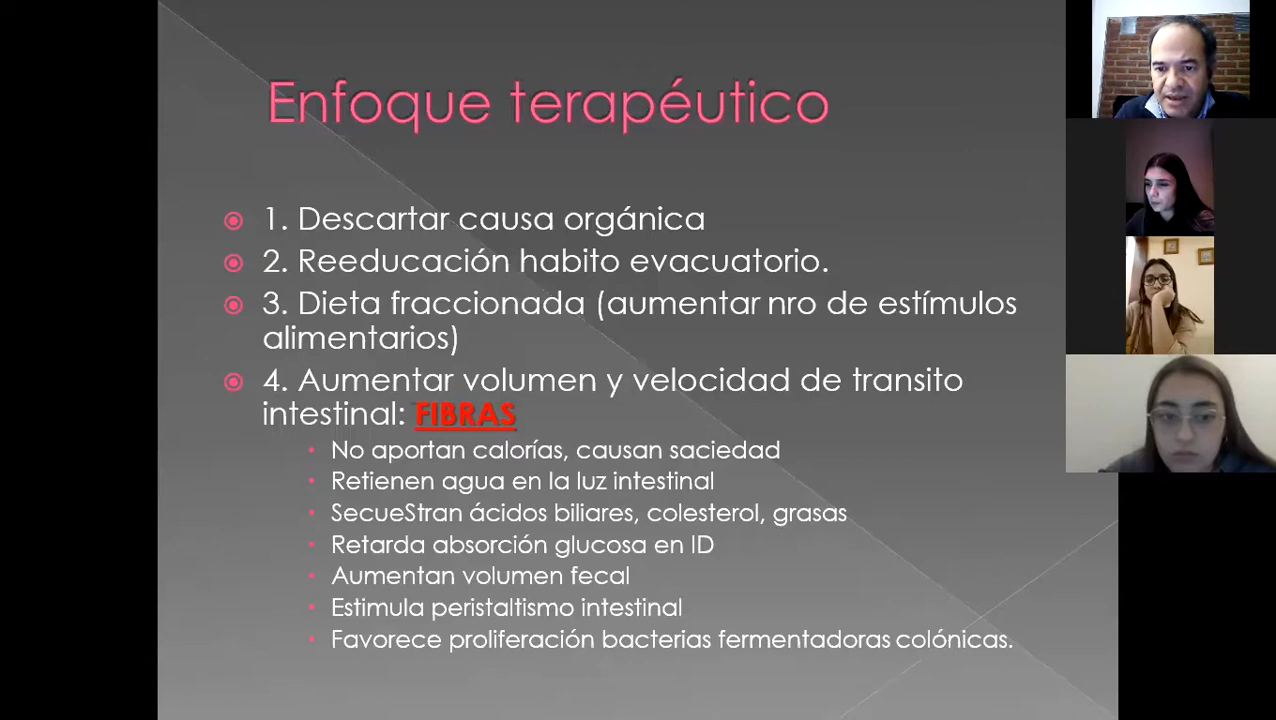 Enfoque terapéutico
1. Descartar causa orgánica
2. Reeducación habito evacuatorio.
3. Dieta fraccionada (aumentar nro de estímulos
alimentarios)
4. Aumentar volumen y velocidad de transito
intestinal: FIBRAS
No aportan calorías, causan saciedad
Retienen agua en la luz intestinal
SecueStran ácidos biliares, colesterol, grasas
Retarda absorción glucosa en ID
Aumentan volumen fecal
Estimula peristaltismo intestinal
Favorece proliferación bacterias fermentadoras colónicas.